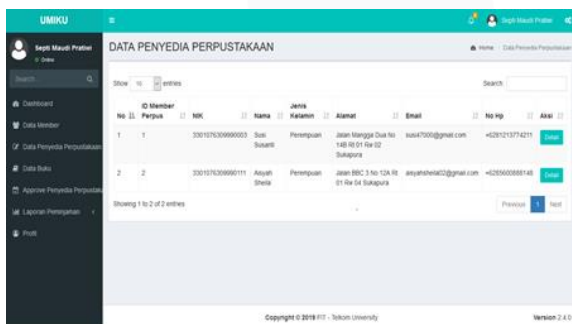 UMIKU
Septi Maudi Pratiwi
Septi Maudi Pratiwi
Online
DATA PENYEDIA PERPUSTAKAAN
Home Data Penyedia Perpustakaan
Search...
Show 10 entries
Search:
Dashboard
Data Member
Data Penyedia Perpustakaan
Data Buku
Approve Penyedia Perpustak
Laporan Peminjaman
Profil
No ID Member Perpus NIK Nama Jenis Kelamin Alamat Email No Hp Aksi
1 1 Susi Susanti Perempuan Jalan Mangga Dua No 14B Rt 01 Rw 02 Sukapura susi47000@gmail.com +6281213774211 Detail
2 2 Aisyah Sheila Perempuan Jalan BBC 3 No 12A Rt 01 Rw 04 Sukapura aisyahsheila02@gmail.com +6285600888148 Detail
Showing 1 to 2 of 2 entries
Previous 1 Next
Copyright © 2019 FIT - Telkom University
Version 2.4.0